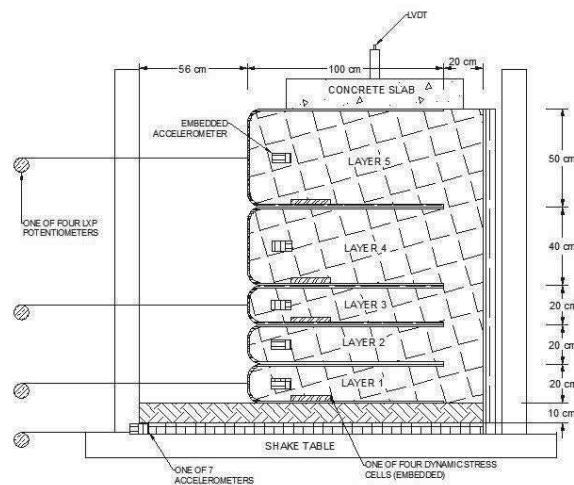 LVDT
56 cm
100 cm
20 cm
CONCRETE SLAB
EMBEDDED
ACCELEROMETER
LAYER 5
50 cm
ONE OF FOUR LXP
POTENTIOMETERS
LAYER 4
40 cm
LAYER 3
20 cm
LAYER 2
20 cm
LAYER 1
20 cm
10 cm
SHAKE TABLE
ONE OF 7
ACCELEROMETERS
ONE OF FOUR DYNAMIC STRESS
CELLS (EMBEDDED)